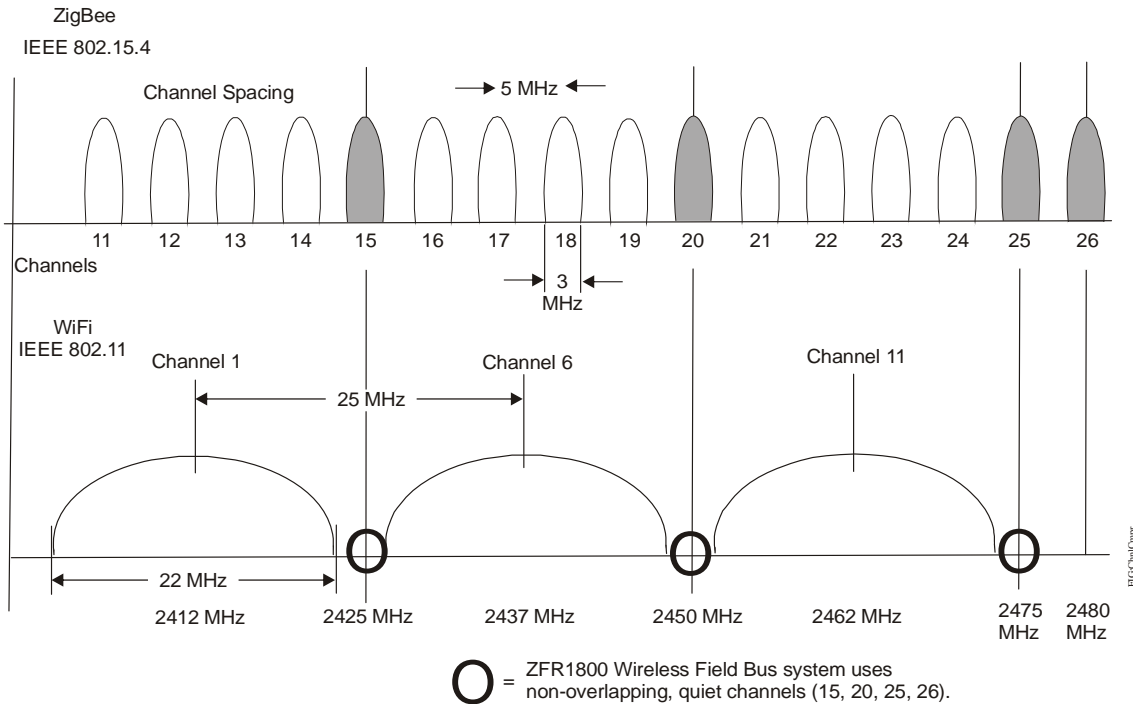 ZigBee
IEEE 802.15.4
Channel Spacing
5 MHz
11 12 13 14 15 16 17 18 19 20 21 22 23 24 25 26
Channels
3
MHz
WiFi
IEEE 802.11
Channel 1
Channel 6
Channel 11
25 MHz
22 MHz
2412 MHz
2425 MHz
2437 MHz
2450 MHz
2462 MHz
2475
MHz
2480
MHz
= ZFR1800 Wireless Field Bus system uses
non-overlapping, quiet channels (15, 20, 25, 26).